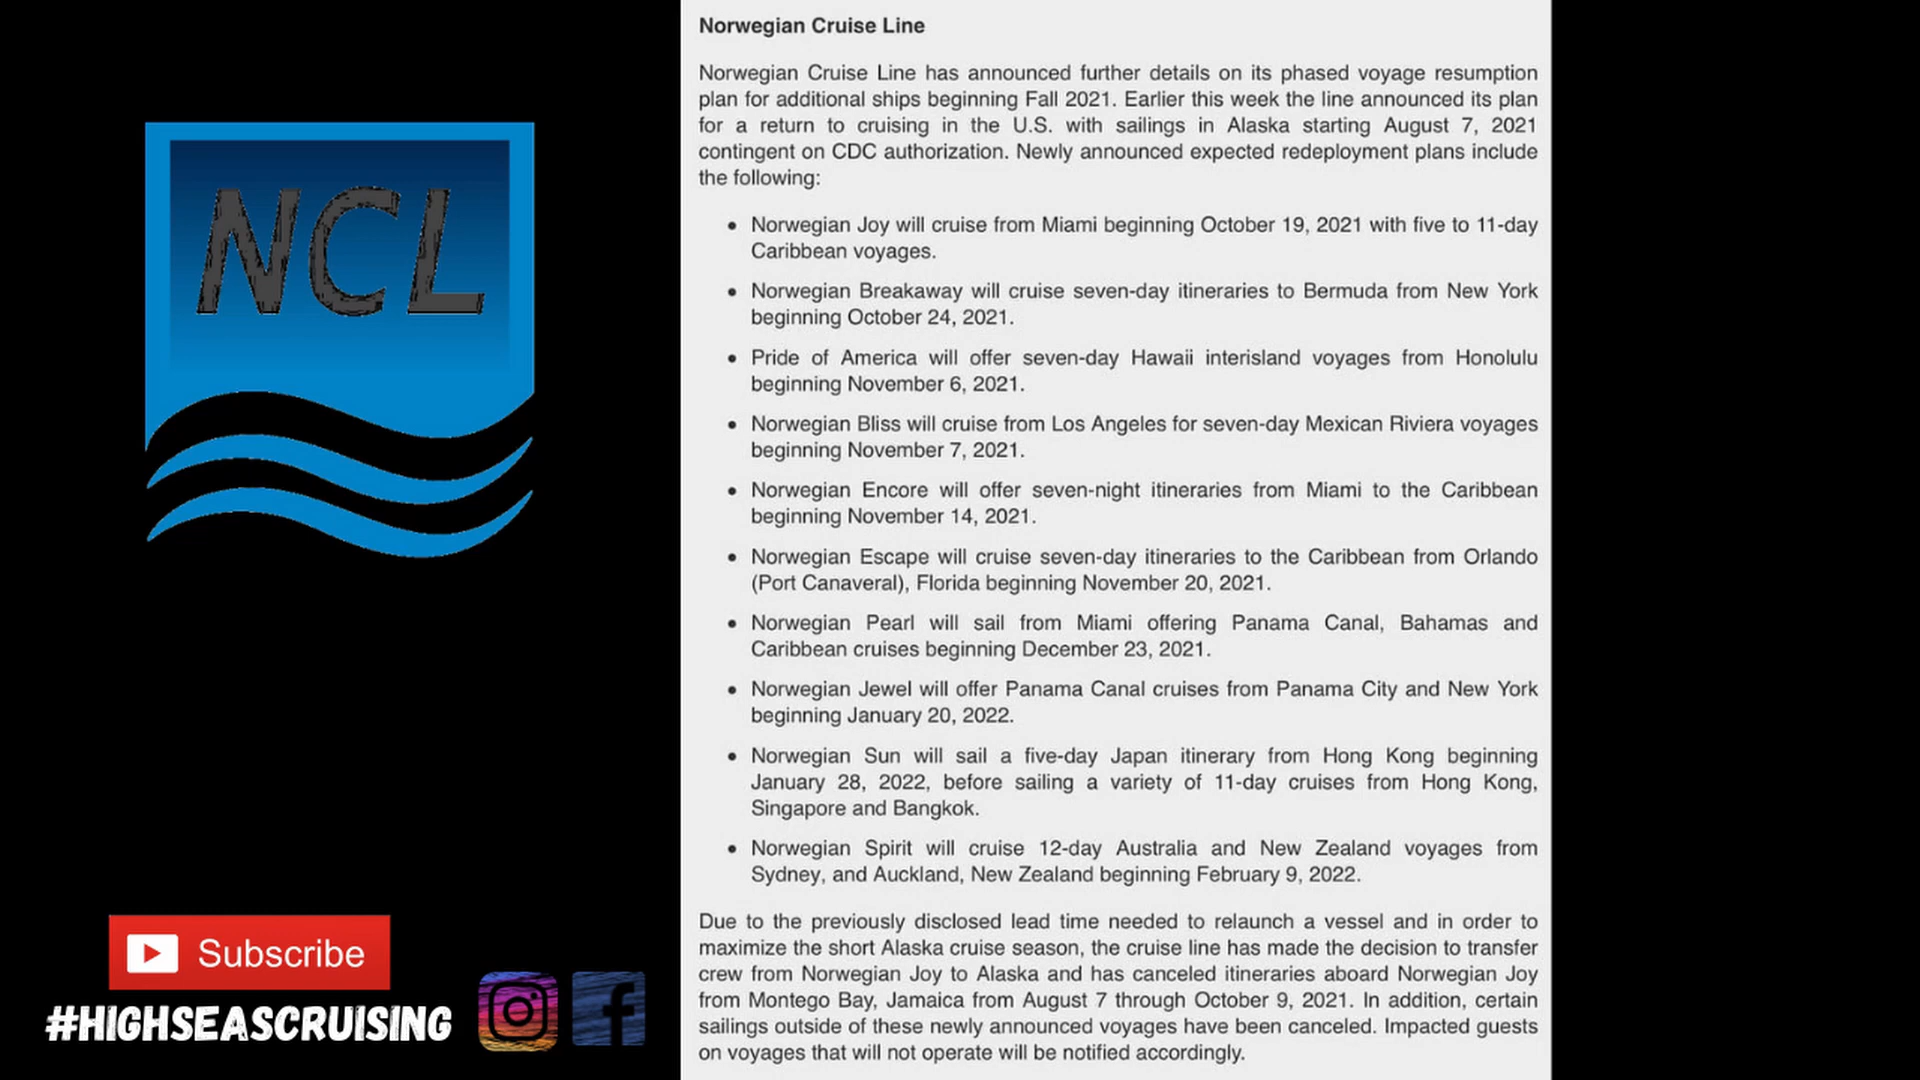 NCL
Subscribe
#HIGHSEASCRUISING
Norwegian Cruise Line
Norwegian Cruise Line has announced further details on its phased voyage resumption
plan for additional ships beginning Fall 2021. Earlier this week the line announced its plan
for a return to cruising in the U.S. with sailings in Alaska starting August 7, 2021
contingent on CDC authorization. Newly announced expected redeployment plans include
the following:
• Norwegian Joy will cruise from Miami beginning October 19, 2021 with five to 11-day
Caribbean voyages.
• Norwegian Breakaway will cruise seven-day itineraries to Bermuda from New York
beginning October 24, 2021.
• Pride of America will offer seven-day Hawaii interisland voyages from Honolulu
beginning November 6, 2021.
• Norwegian Bliss will cruise from Los Angeles for seven-day Mexican Riviera voyages
beginning November 7, 2021.
• Norwegian Encore will offer seven-night itineraries from Miami to the Caribbean
beginning November 14, 2021.
• Norwegian Escape will cruise seven-day itineraries to the Caribbean from Orlando
(Port Canaveral), Florida beginning November 20, 2021.
• Norwegian Pearl will sail from Miami offering Panama Canal, Bahamas and
Caribbean cruises beginning December 23, 2021.
• Norwegian Jewel will offer Panama Canal cruises from Panama City and New York
beginning January 20, 2022.
• Norwegian Sun will sail a five-day Japan itinerary from Hong Kong beginning
January 28, 2022, before sailing a variety of 11-day cruises from Hong Kong,
Singapore and Bangkok.
• Norwegian Spirit will cruise 12-day Australia and New Zealand voyages from
Sydney, and Auckland, New Zealand beginning February 9, 2022.
Due to the previously disclosed lead time needed to relaunch a vessel and in order to
maximize the short Alaska cruise season, the cruise line has made the decision to transfer
crew from Norwegian Joy to Alaska and has canceled itineraries aboard Norwegian Joy
from Montego Bay, Jamaica from August 7 through October 9, 2021. In addition, certain
sailings outside of these newly announced voyages have been canceled. Impacted guests
on voyages that will not operate will be notified accordingly.